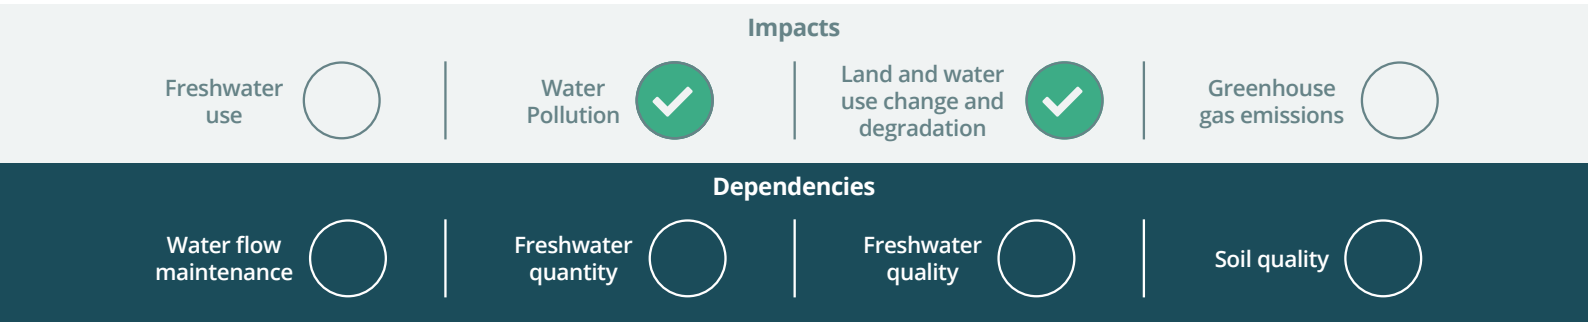 Impacts
Freshwater
use
Water
Pollution
Land and water
use change and
degradation
Greenhouse
gas emissions
Dependencies
Water flow
maintenance
Freshwater
quantity
Freshwater
quality
Soil quality